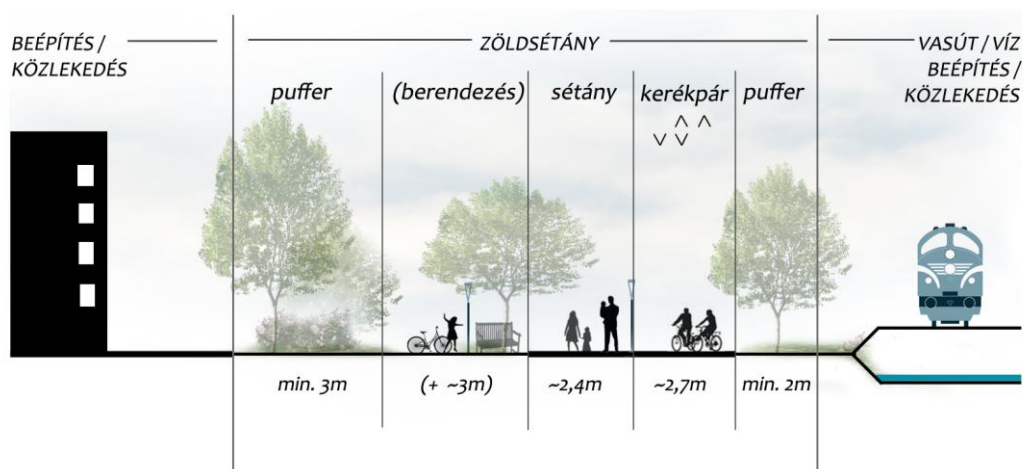 BEÉPÍTÉS /
KÖZLEKEDÉS
ZÖLDSÉTÁNY
VASÚT / VÍZ
BEÉPÍTÉS /
KÖZLEKEDÉS
puffer
(berendezés)
sétány
kerékpár
puffer
min. 3m
(+ ~3m)
~2,4m
~2,7m
min. 2m